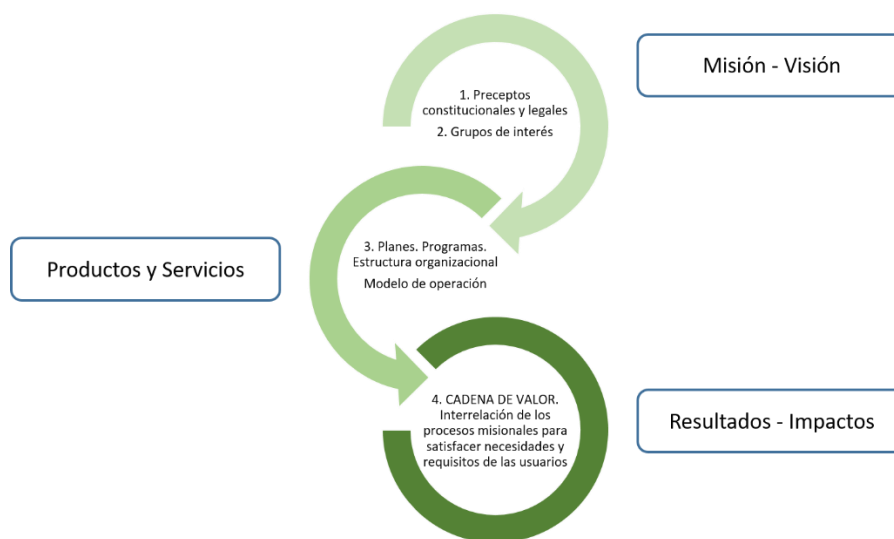 Misión - Visión
1. Preceptos
constitucionales y legales
2. Grupos de interés
Productos y Servicios
3. Planes. Programas.
Estructura organizacional
Modelo de operación
4. CADENA DE VALOR.
Interrelación de los
procesos misionales para
satisfacer necesidades y
requisitos de las usuarios
Resultados - Impactos